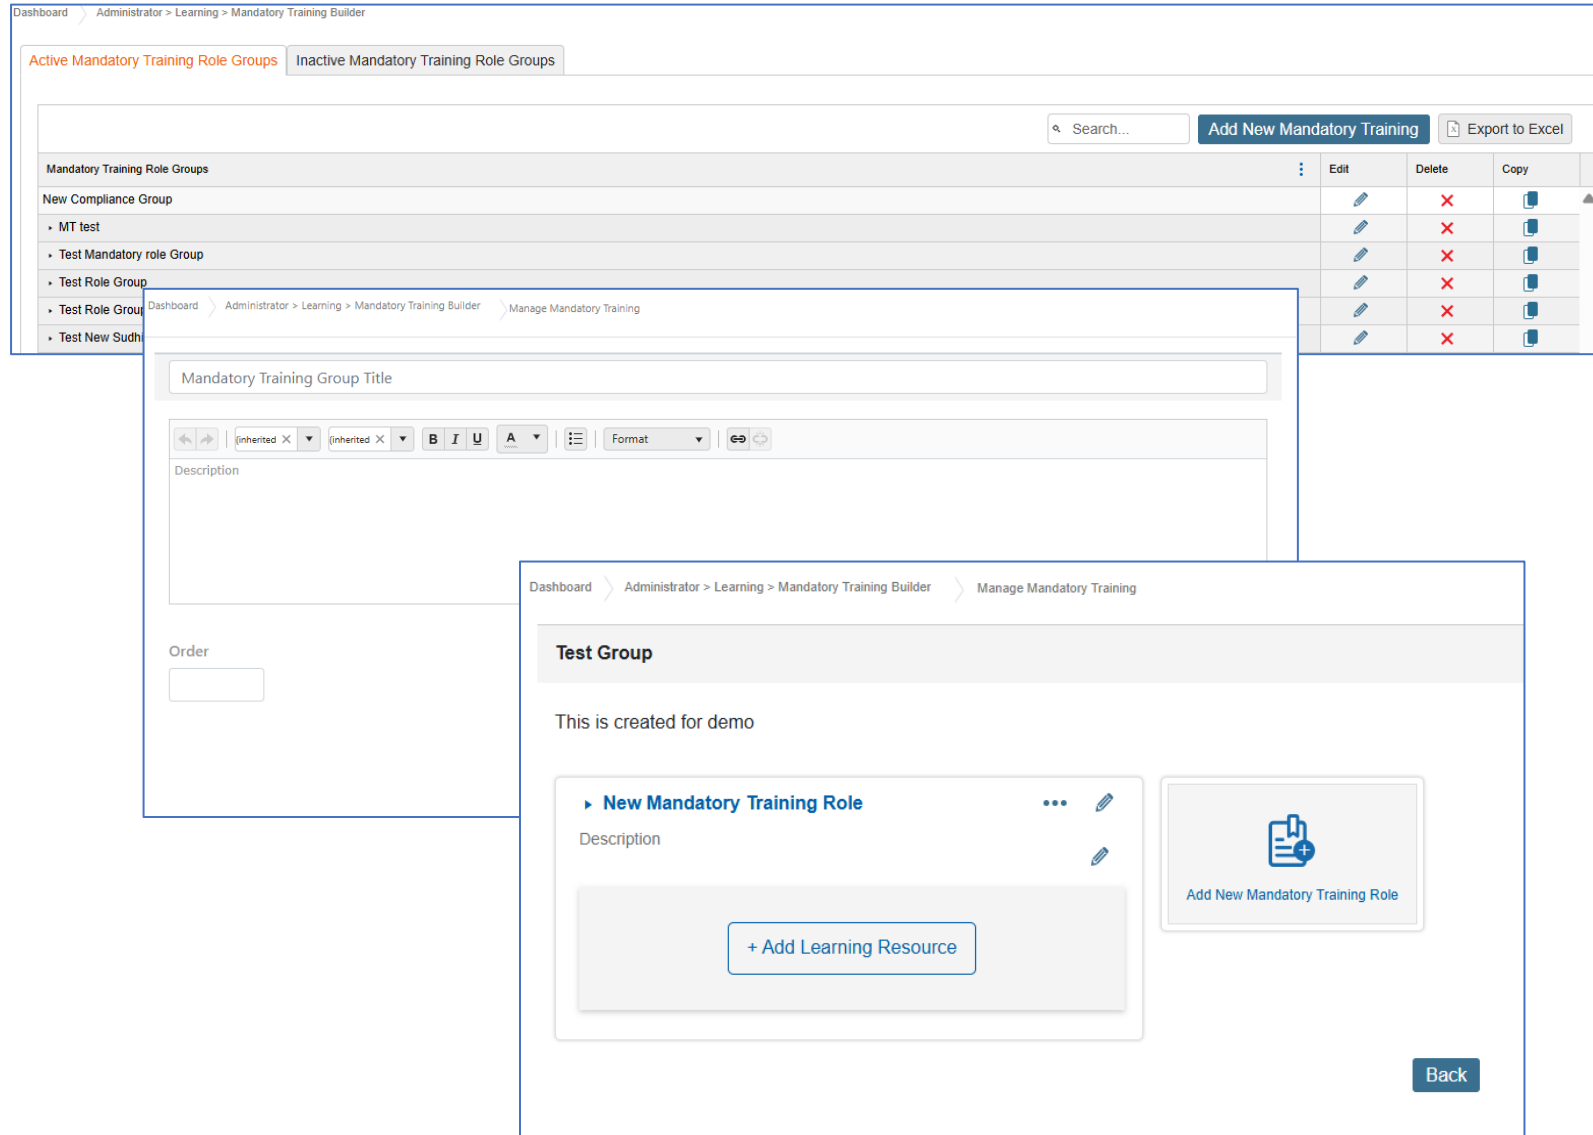 Dashboard Administrator > Learning > Mandatory Training Builder
Active Mandatory Training Role Groups Inactive Mandatory Training Role Groups
Search... Add New Mandatory Training Export to Excel
Mandatory Training Role Groups Edit Delete Copy
New Compliance Group
MT test
Test Mandatory role Group
Test Role Group
Test Role Group
Test New Sudhi
Dashboard Administrator > Learning > Mandatory Training Builder Manage Mandatory Training
Mandatory Training Group Title
(inherited (inherited B I U A Format
Description
Order
Dashboard Administrator > Learning > Mandatory Training Builder Manage Mandatory Training
Test Group
This is created for demo
New Mandatory Training Role
Description
+ Add Learning Resource
Add New Mandatory Training Role
Back